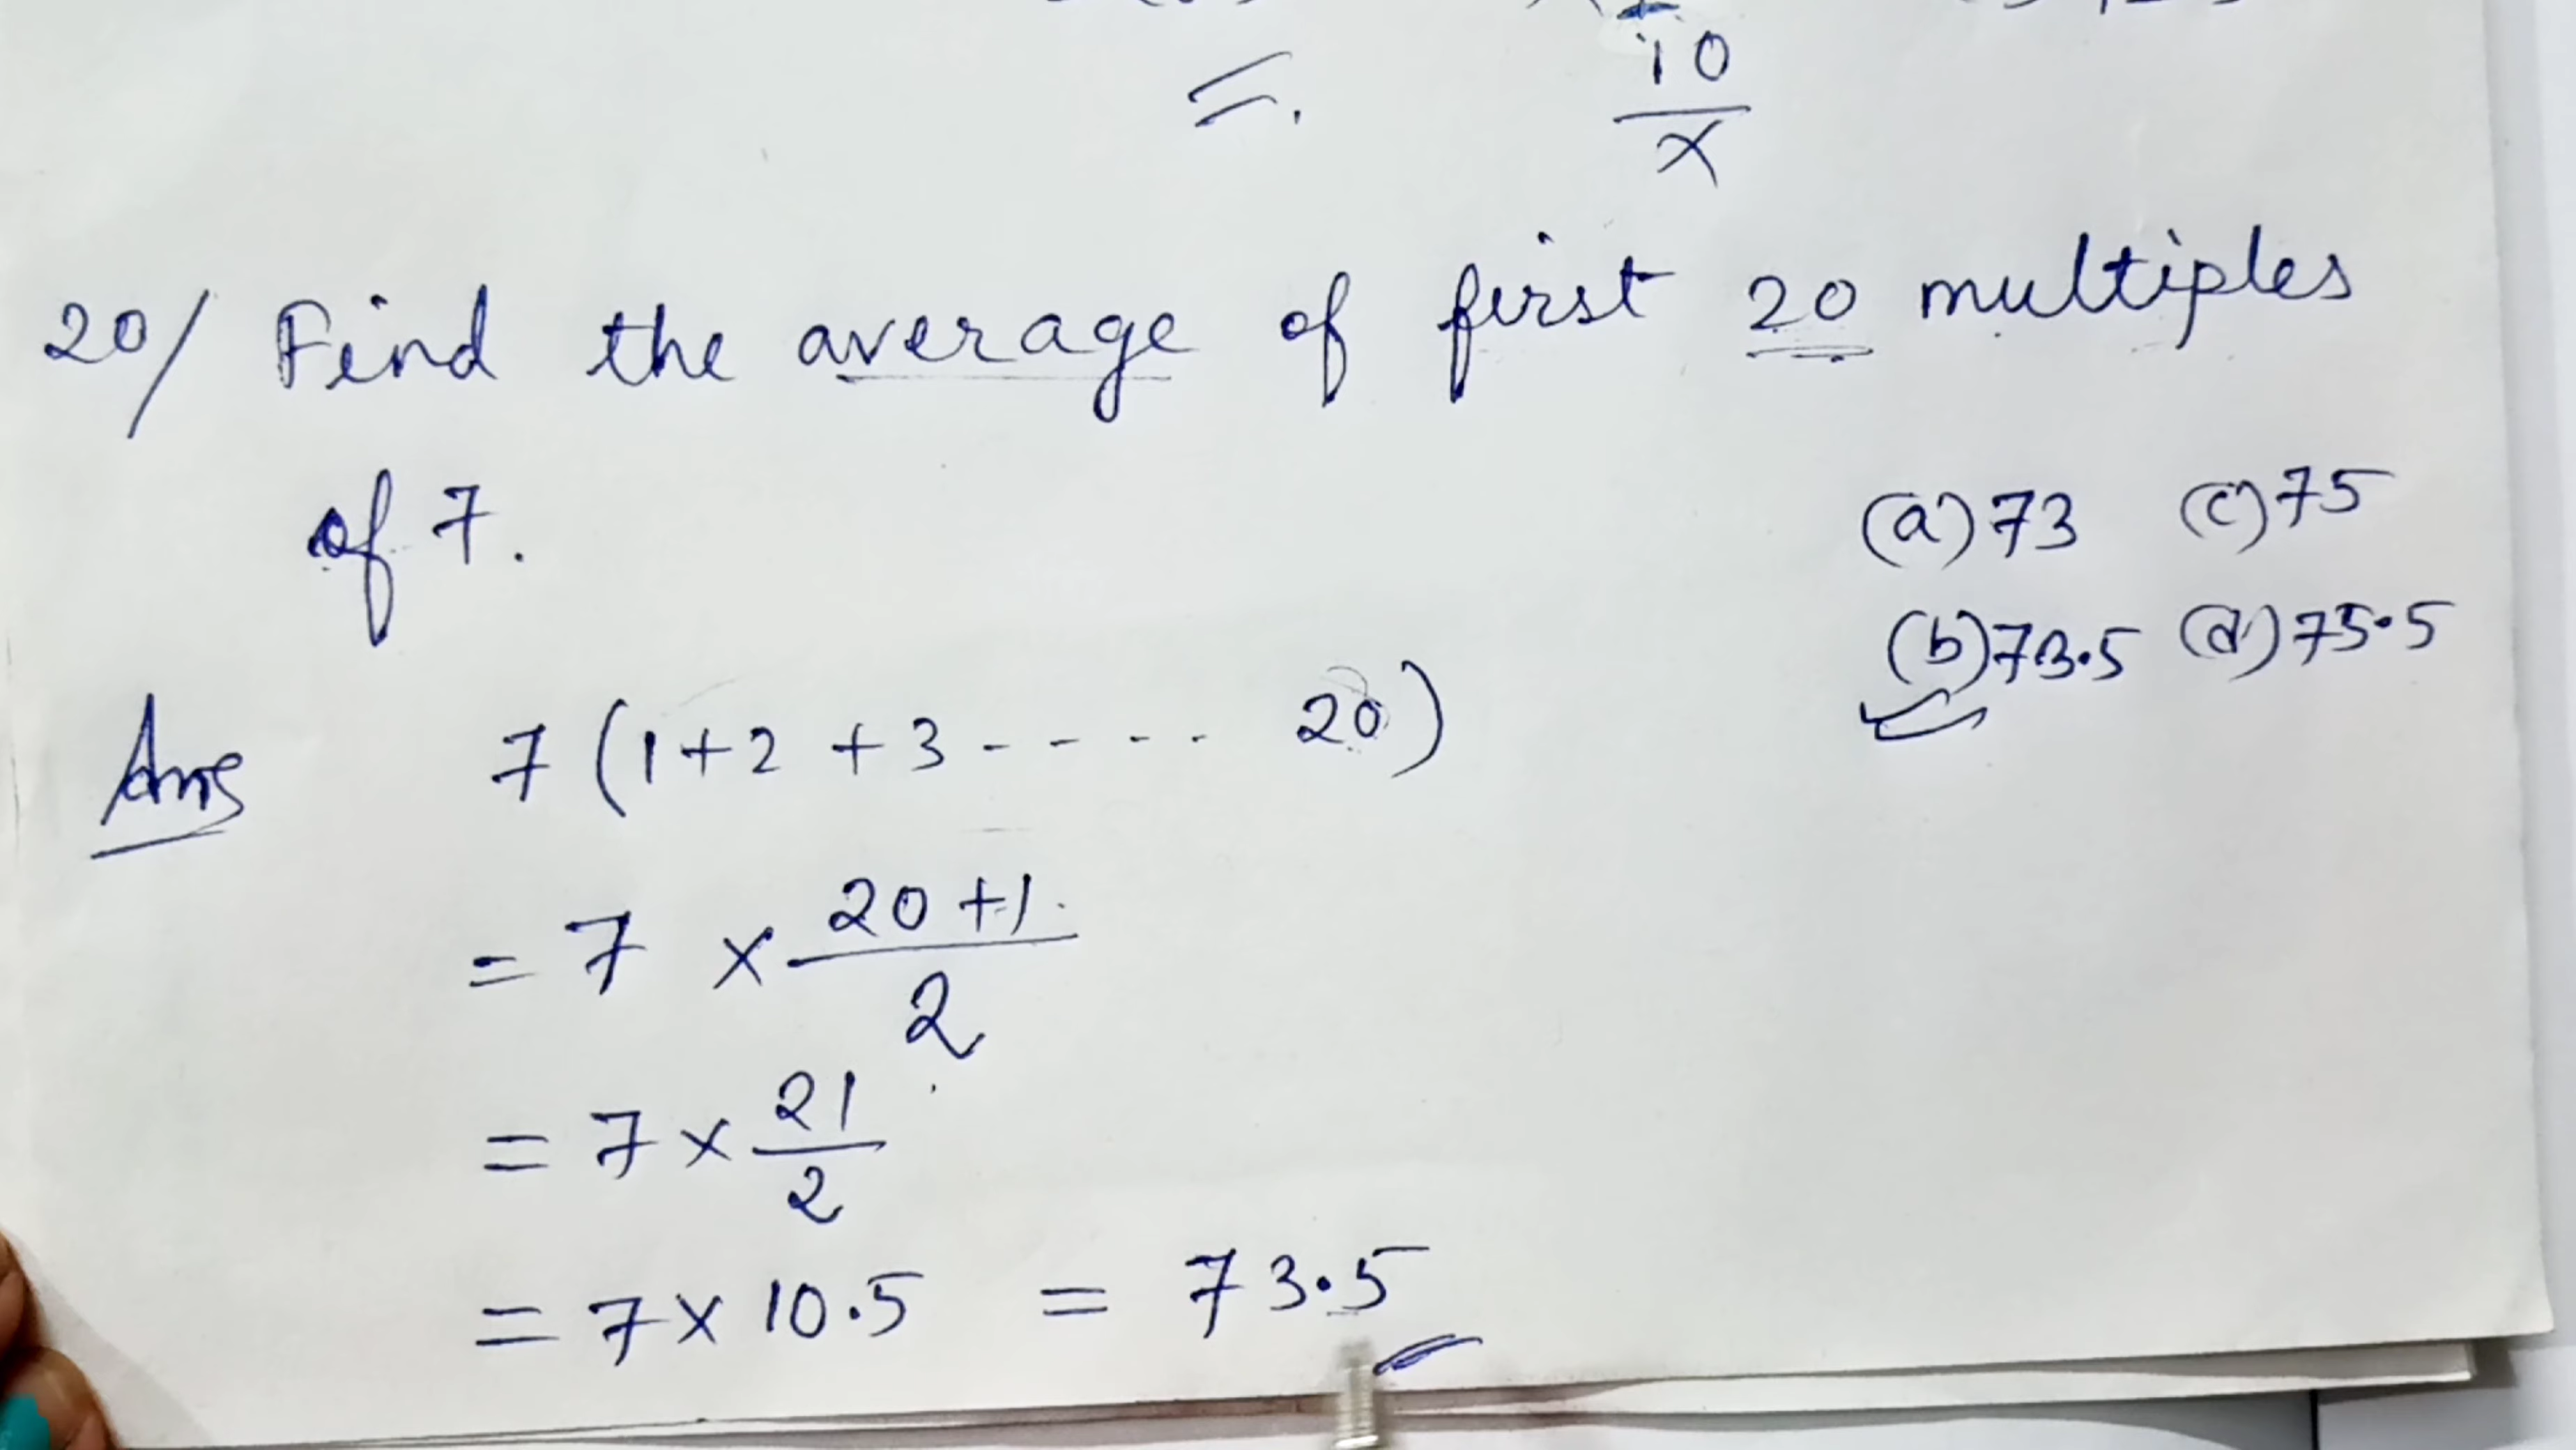 =.
10
x
20/ Find the average of first 20 multiples
of 7.
(a) 73 (c) 75
(b) 73.5 (d) 75.5
Ans 7 (1+2 +3 - - - - - 20)
= 7 × 20+1
2
= 7 × 21
2
= 7 × 10.5 = 73.5